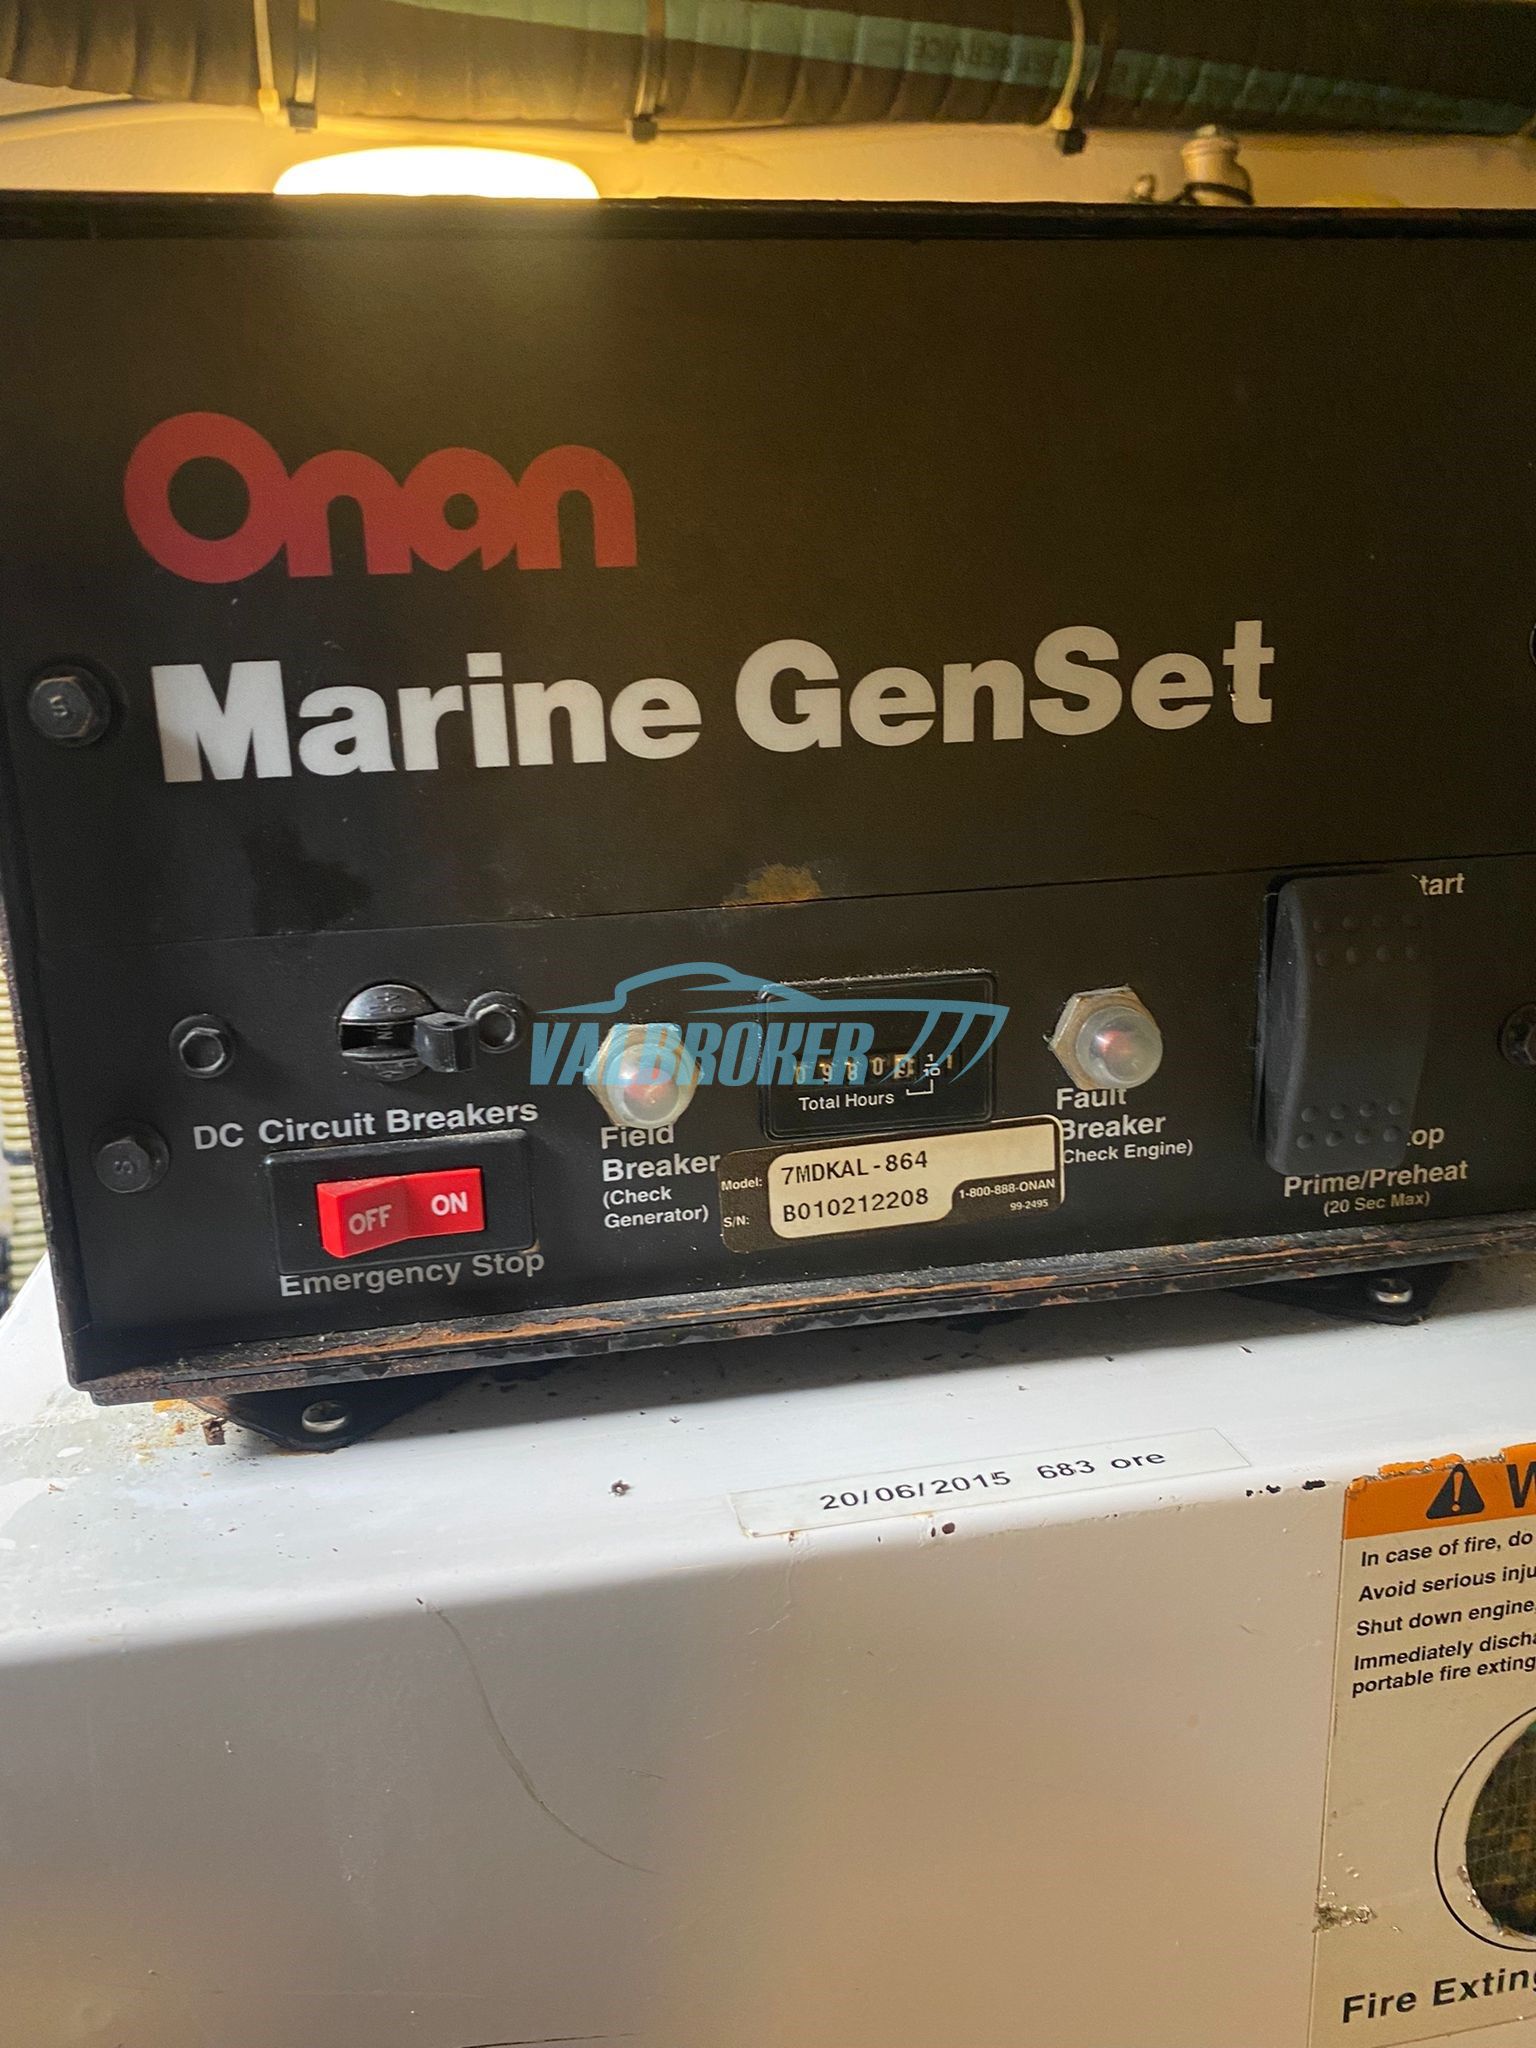 Onan
Marine GenSet
tart
VALBROKER
Total Hours
1
10
DC Circuit Breakers
OFF ON
Emergency Stop
Field
Breaker
(Check
Generator)
Model: 7MDKAL-864
S/N: B010212208
1-800-888-ONAN
99-2495
Fault
Breaker
(Check Engine)
op
Prime/Preheat
(20 Sec Max)
20/06/2015 683 ore
In case of fire, do
Avoid serious inju
Shut down engine,
Immediately discha
portable fire exting
Fire Exting